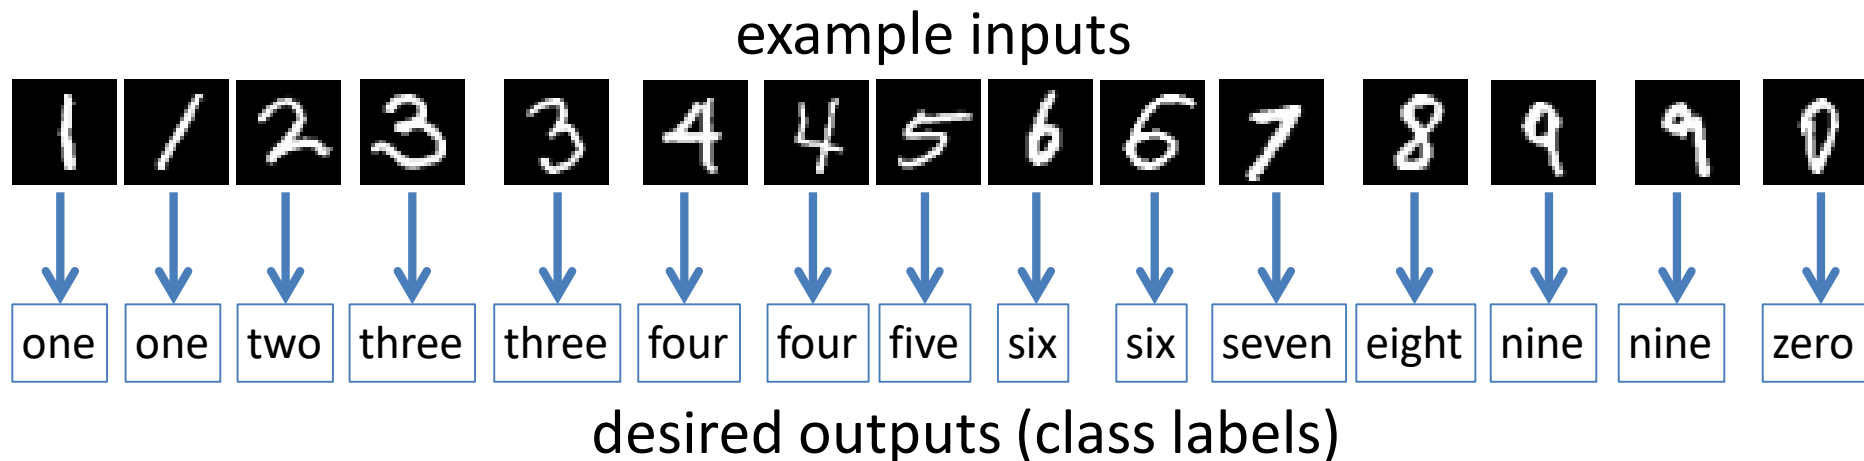 example inputs
1 1 2 3 3 4 4 5 6 6 7 8 9 9 0
one one two three three four four five six six seven eight nine nine zero
desired outputs (class labels)